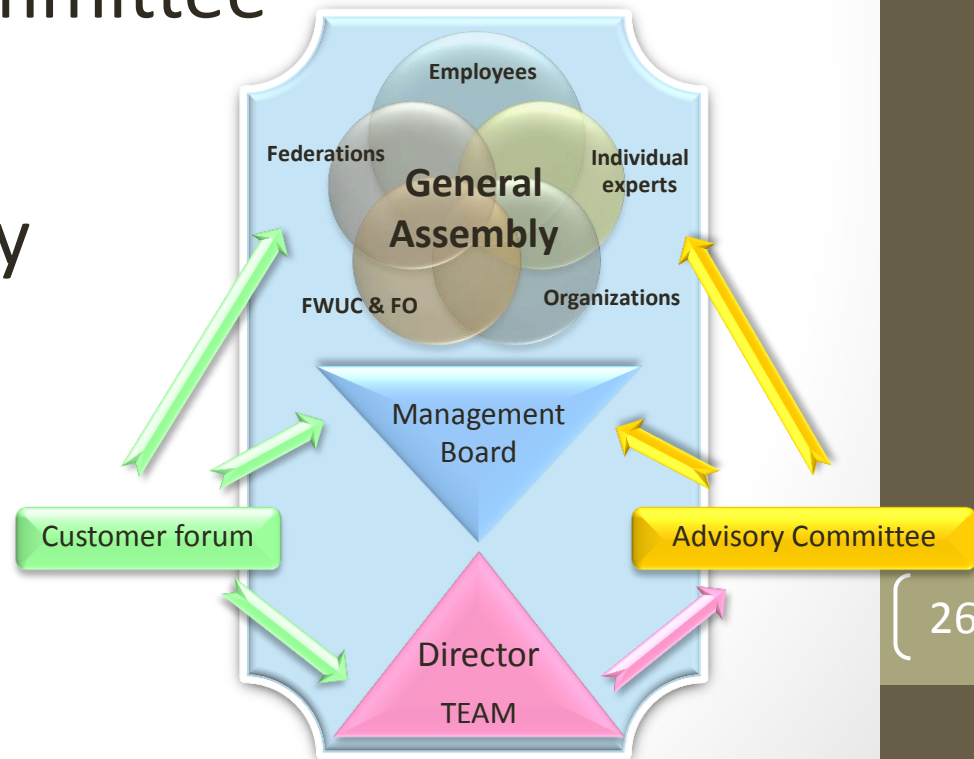 Employees
Federations
Individual
experts
General
Assembly
FWUC & FO
Organizations
Management
Board
Customer forum
Advisory Committee
Director
TEAM
26